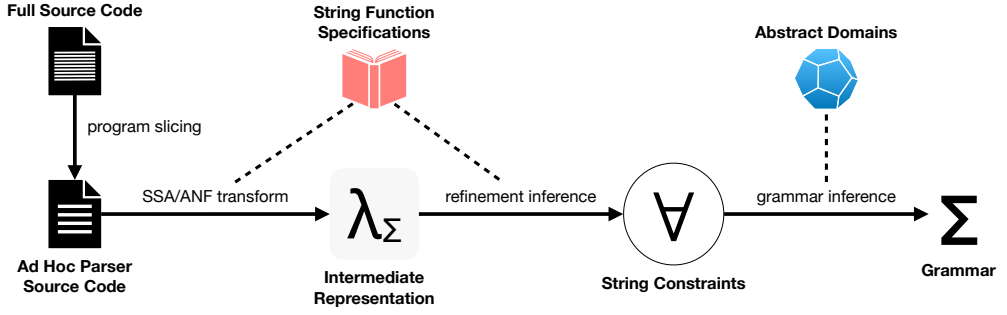 Full Source Code
String Function
Specifications
Abstract Domains
program slicing
SSA/ANF transform
refinement inference
grammar inference
λΣ
∀
Σ
Ad Hoc Parser
Source Code
Intermediate
Representation
String Constraints
Grammar